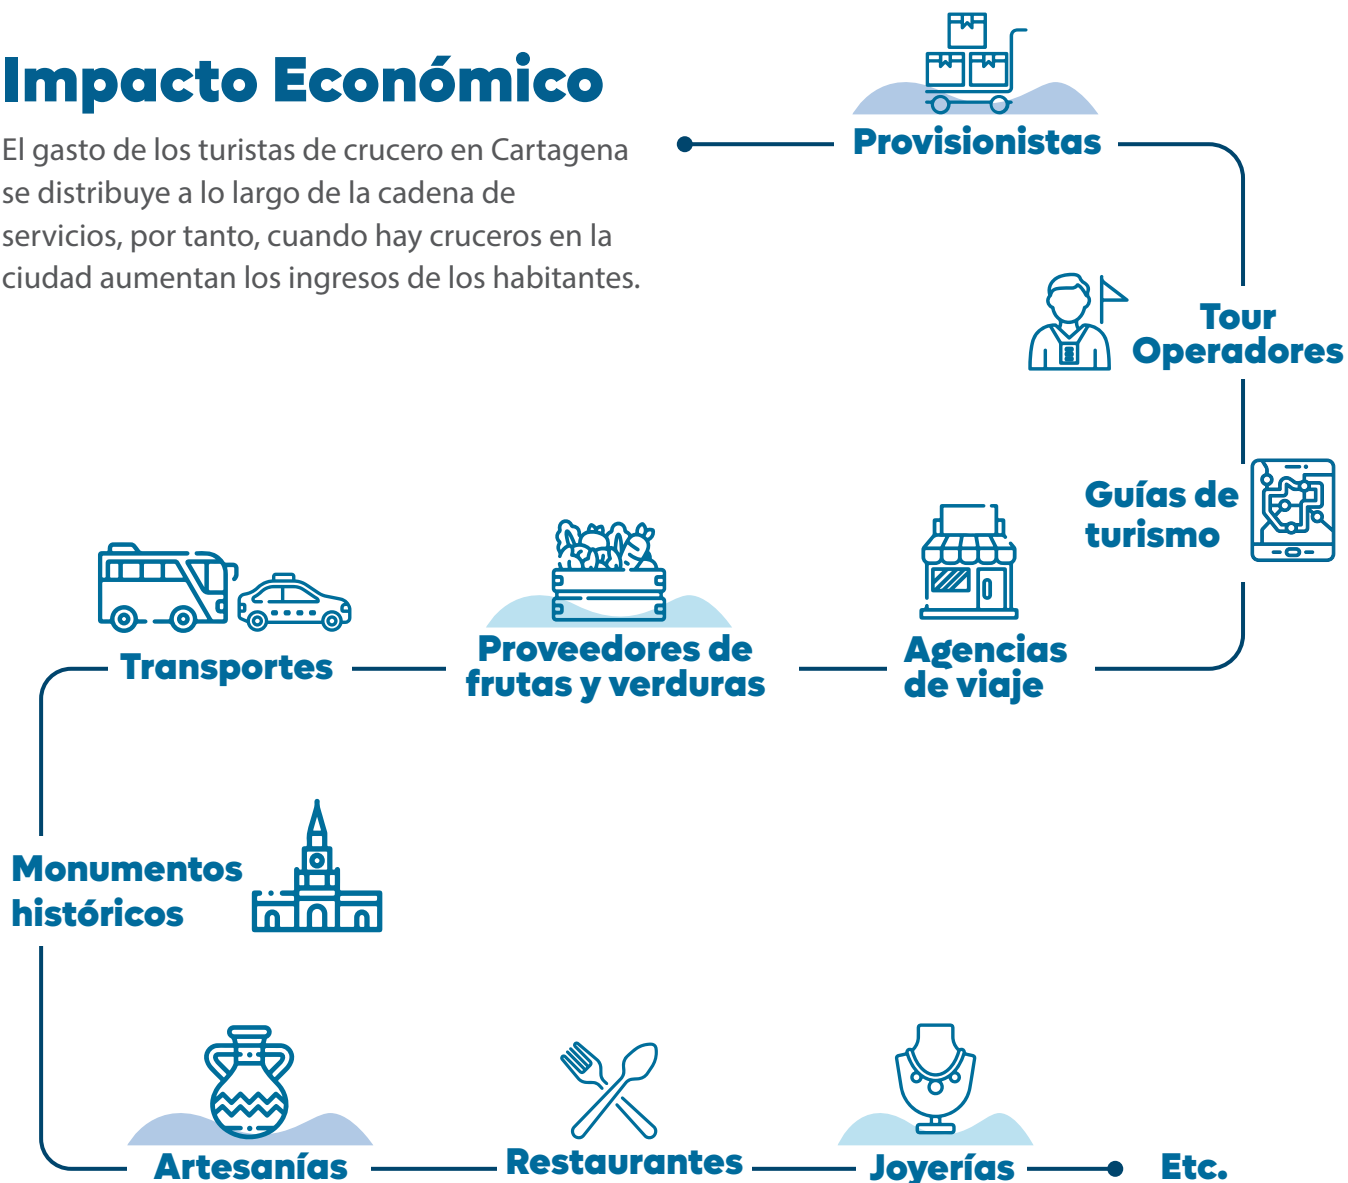 Impacto Económico
El gasto de los turistas de crucero en Cartagena
se distribuye a lo largo de la cadena de
servicios, por tanto, cuando hay cruceros en la
ciudad aumentan los ingresos de los habitantes.
Provisionistas
Tour
Operadores
Guías de
turismo
Agencias
de viaje
Proveedores de
frutas y verduras
Transportes
Monumentos
históricos
Artesanías
Restaurantes
Joyerías
Etc.